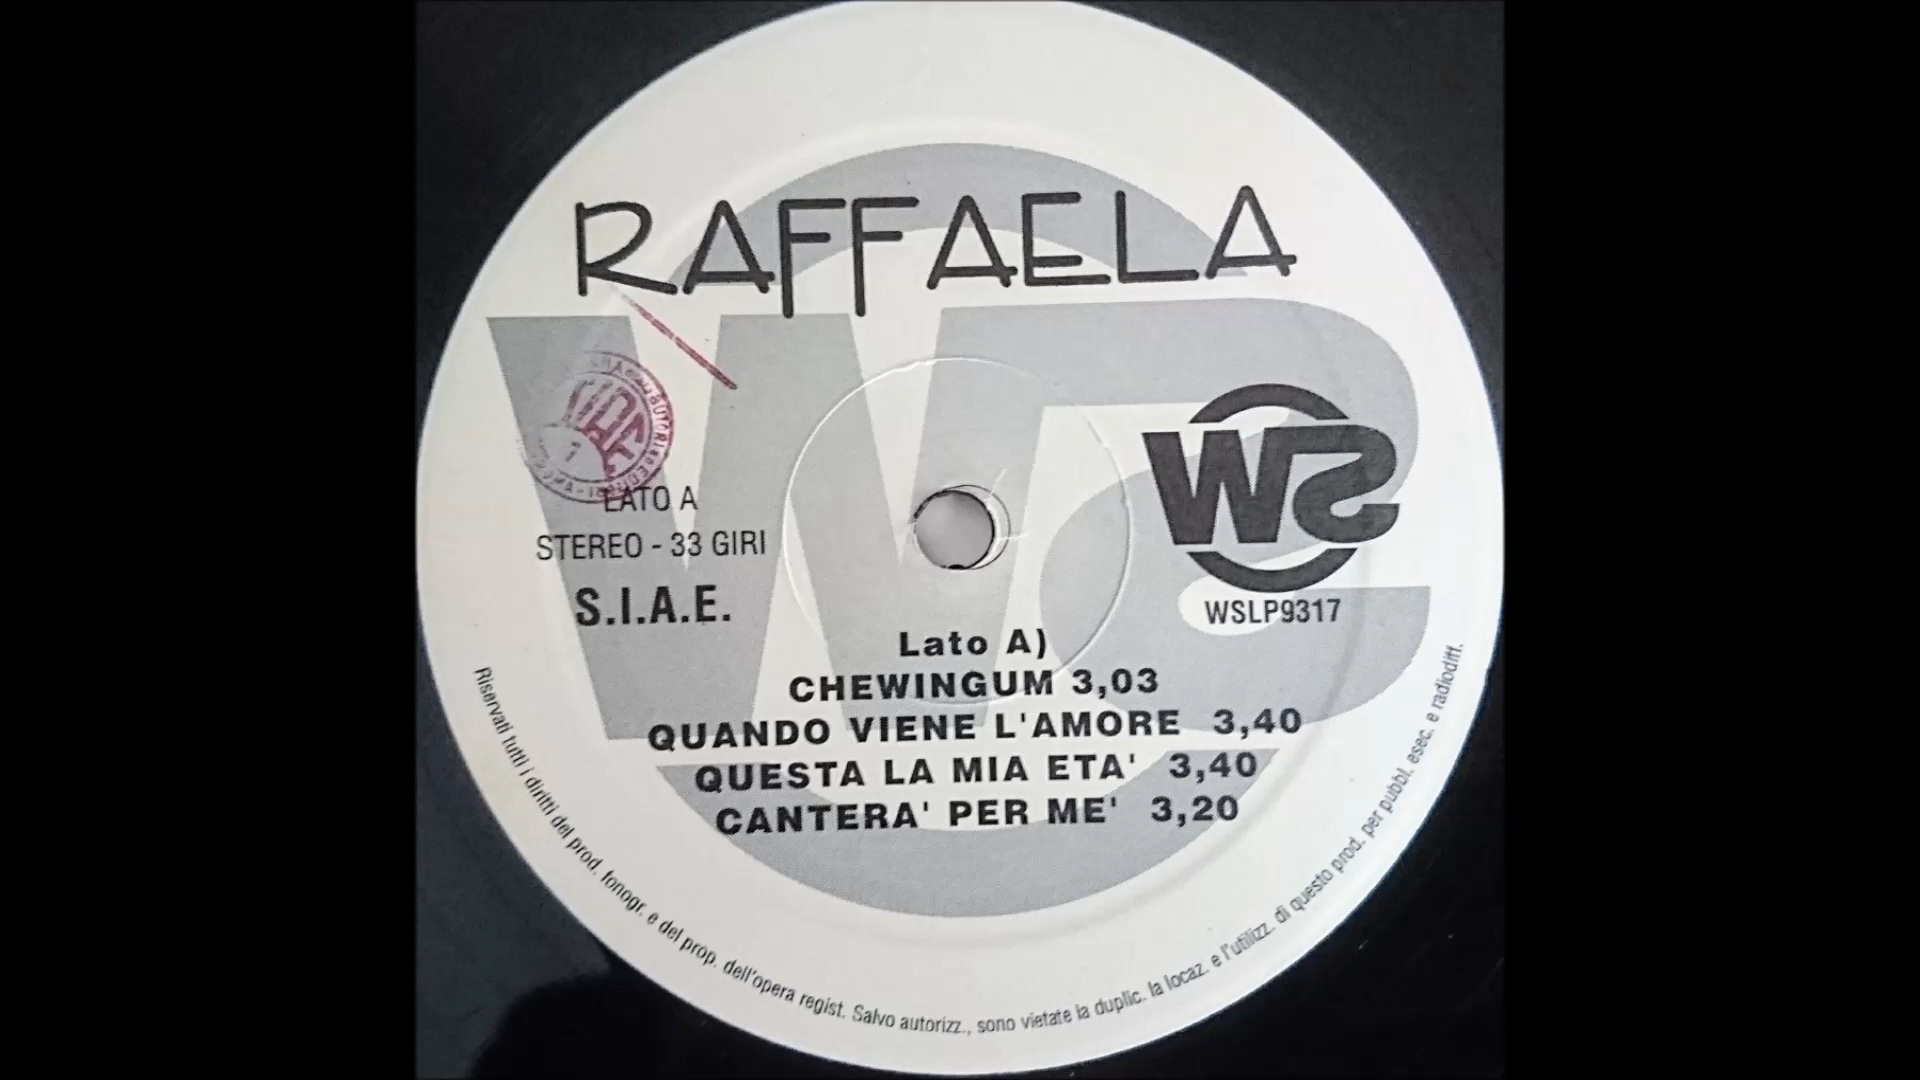 RAFFAELA
WS
LATO A
STEREO - 33 GIRI
S.I.A.E.
WS
WSLP9317
Lato A)
CHEWINGUM 3,03
QUANDO VIENE L'AMORE 3,40
QUESTA LA MIA ETA' 3,40
CANTERA' PER ME' 3,20
Riservati tutti i diritti del prod. fonogr. e del prop. dell'opera regist. Salvo autorizz., sono vietate la duplic. la locaz. e l'utilizz. di questo prod. per pubbl. esec. e radiodiff.